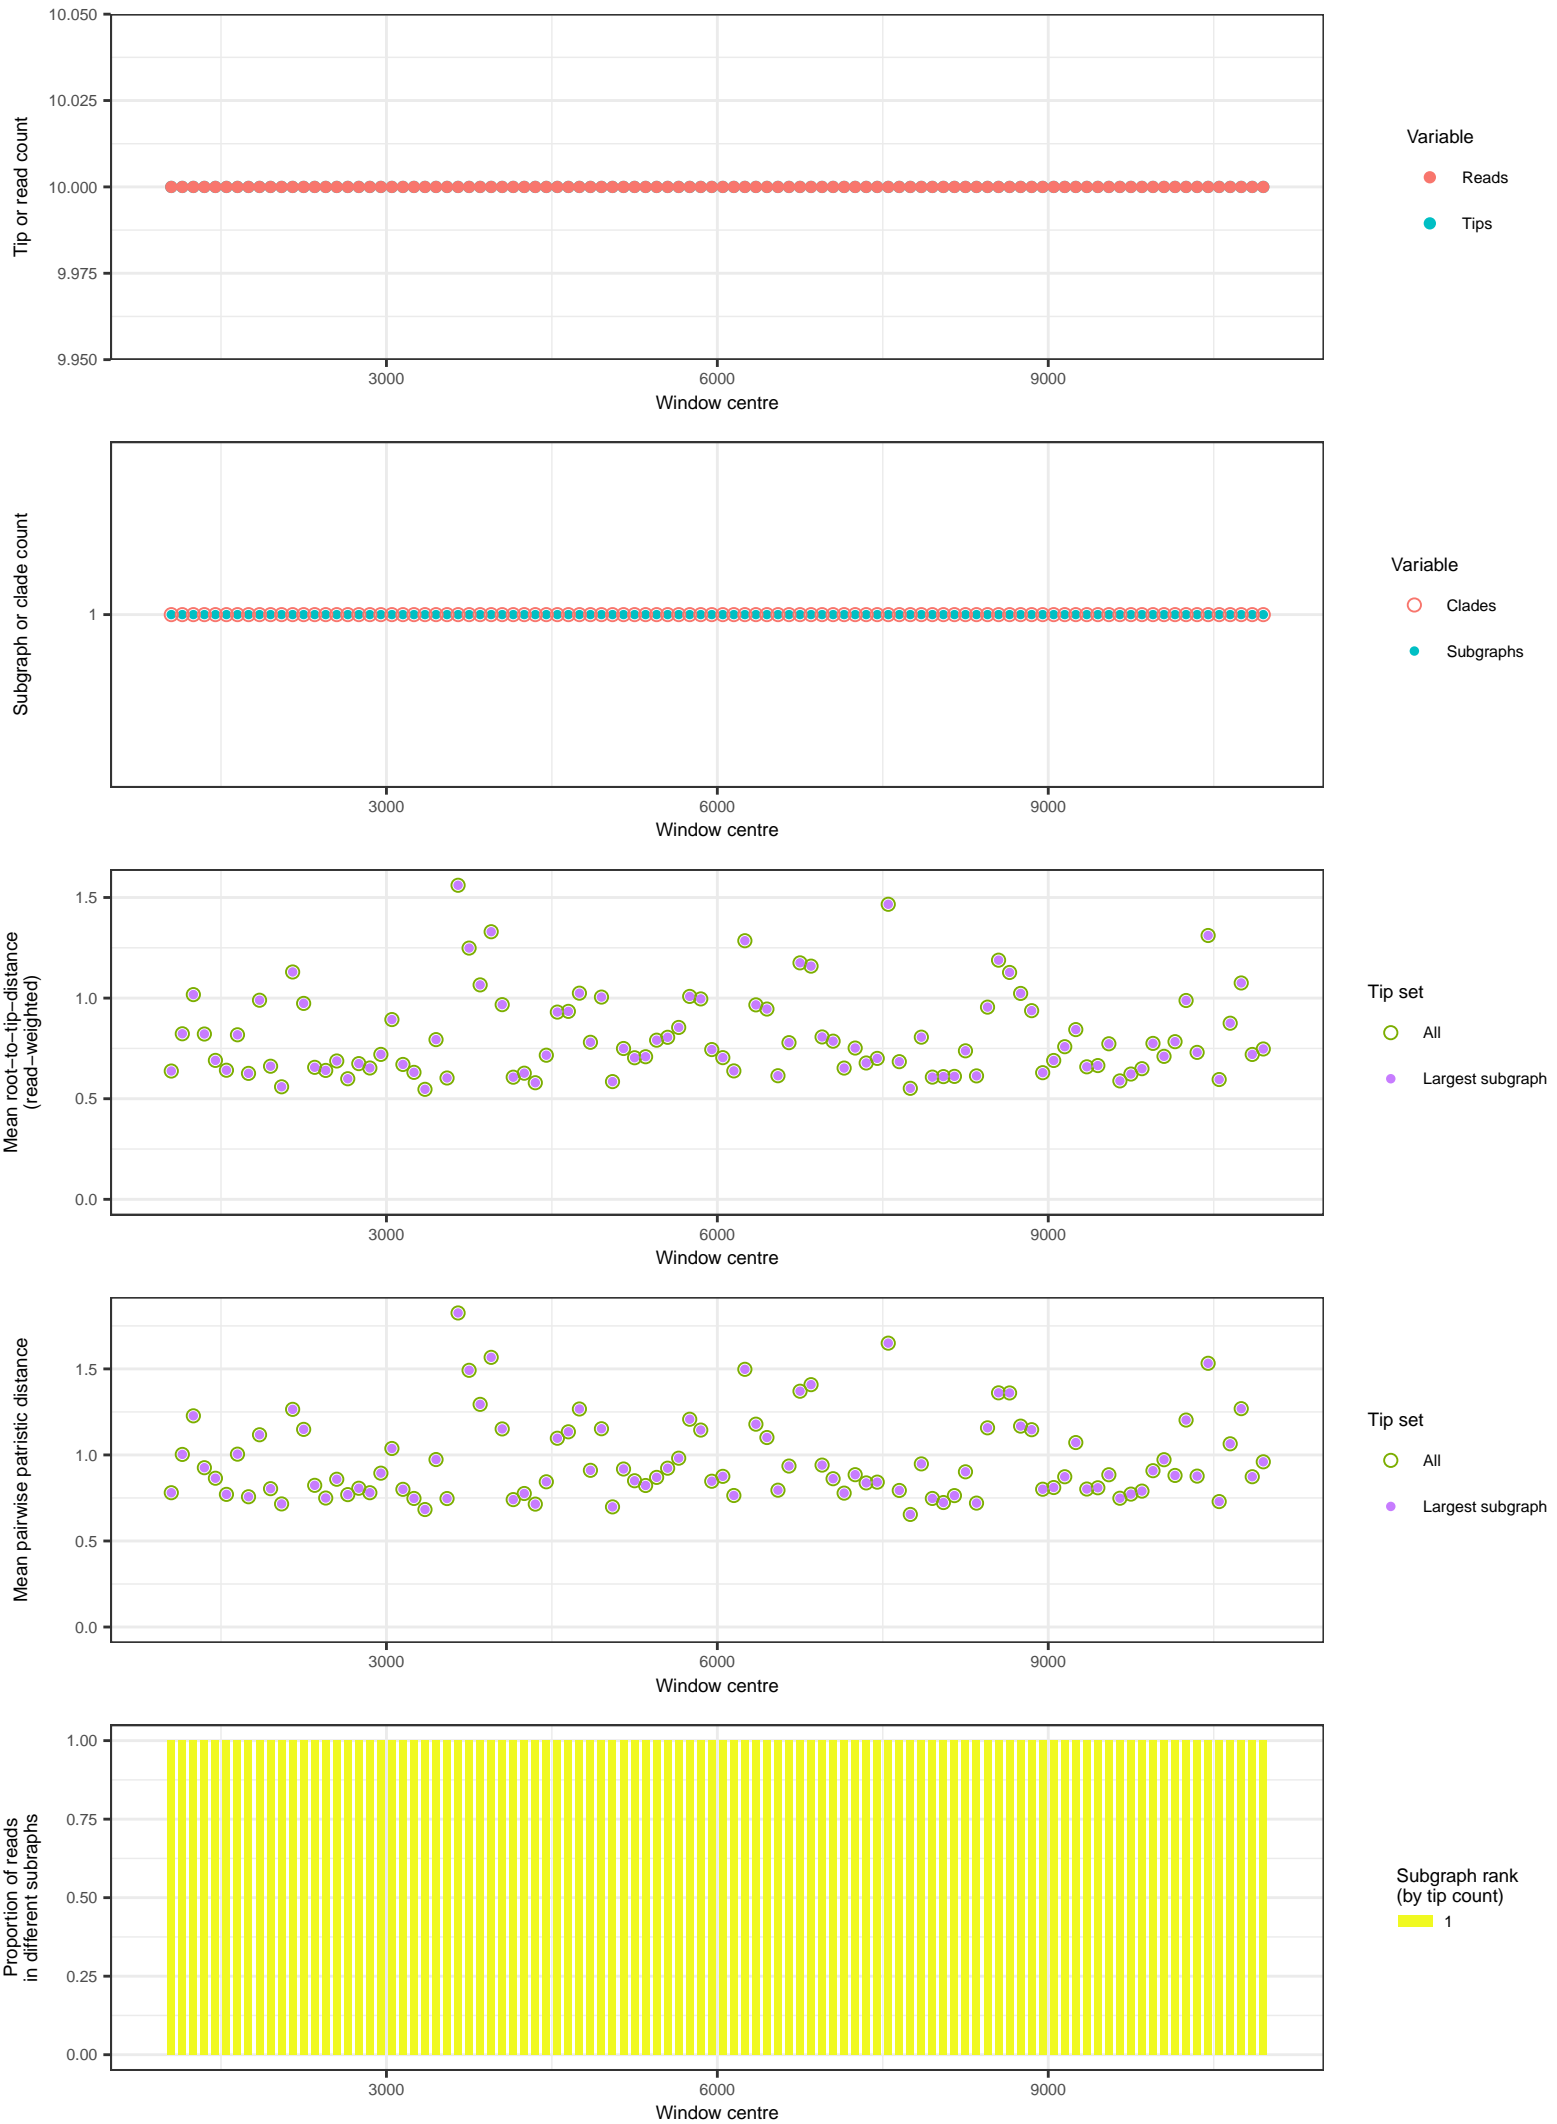 10.050
10.025
10.000
9.975
9.950
Tip or read count
3000 6000 9000
Window centre
Variable
Reads
Tips
1
Subgraph or clade count
3000 6000 9000
Window centre
Variable
Clades
Subgraphs
1.5
1.0
0.5
0.0
Mean root−to−tip−distance
(read−weighted)
3000 6000 9000
Window centre
Tip set
All
Largest subgraph
1.5
1.0
0.5
0.0
Mean pairwise patristic distance
3000 6000 9000
Window centre
Tip set
All
Largest subgraph
1.00
0.75
0.50
0.25
0.00
Proportion of reads
in different subraphs
3000 6000 9000
Window centre
Subgraph rank
(by tip count)
1